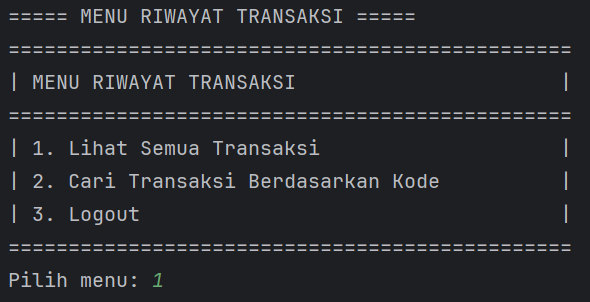 ===== MENU RIWAYAT TRANSAKSI =====
===============================================
| MENU RIWAYAT TRANSAKSI                      |
===============================================
| 1. Lihat Semua Transaksi                    |
| 2. Cari Transaksi Berdasarkan Kode          |
| 3. Logout                                   |
===============================================
Pilih menu: 1